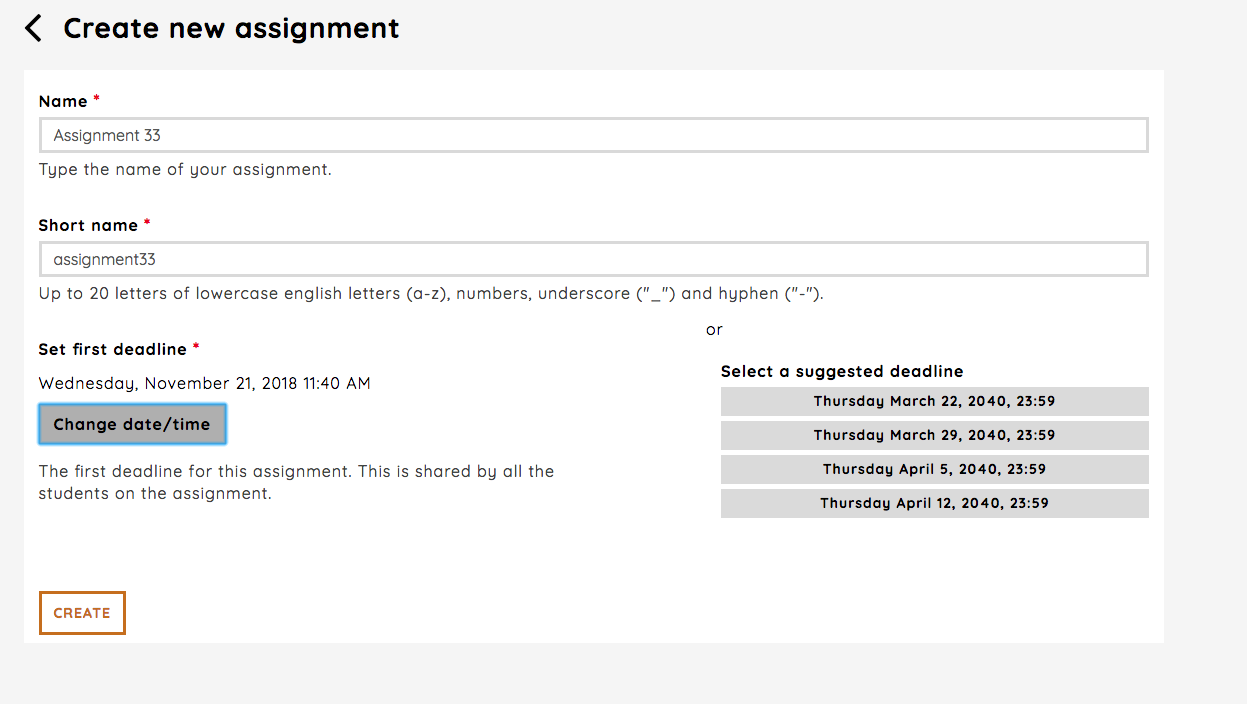 Create new assignment
Name *
Assignment 33
Type the name of your assignment.
Short name *
assignment33
Up to 20 letters of lowercase english letters (a-z), numbers, underscore ("_") and hyphen ("-").
Set first deadline *
Wednesday, November 21, 2018 11:40 AM
Change date/time
The first deadline for this assignment. This is shared by all the
students on the assignment.
or
Select a suggested deadline
Thursday March 22, 2040, 23:59
Thursday March 29, 2040, 23:59
Thursday April 5, 2040, 23:59
Thursday April 12, 2040, 23:59
CREATE